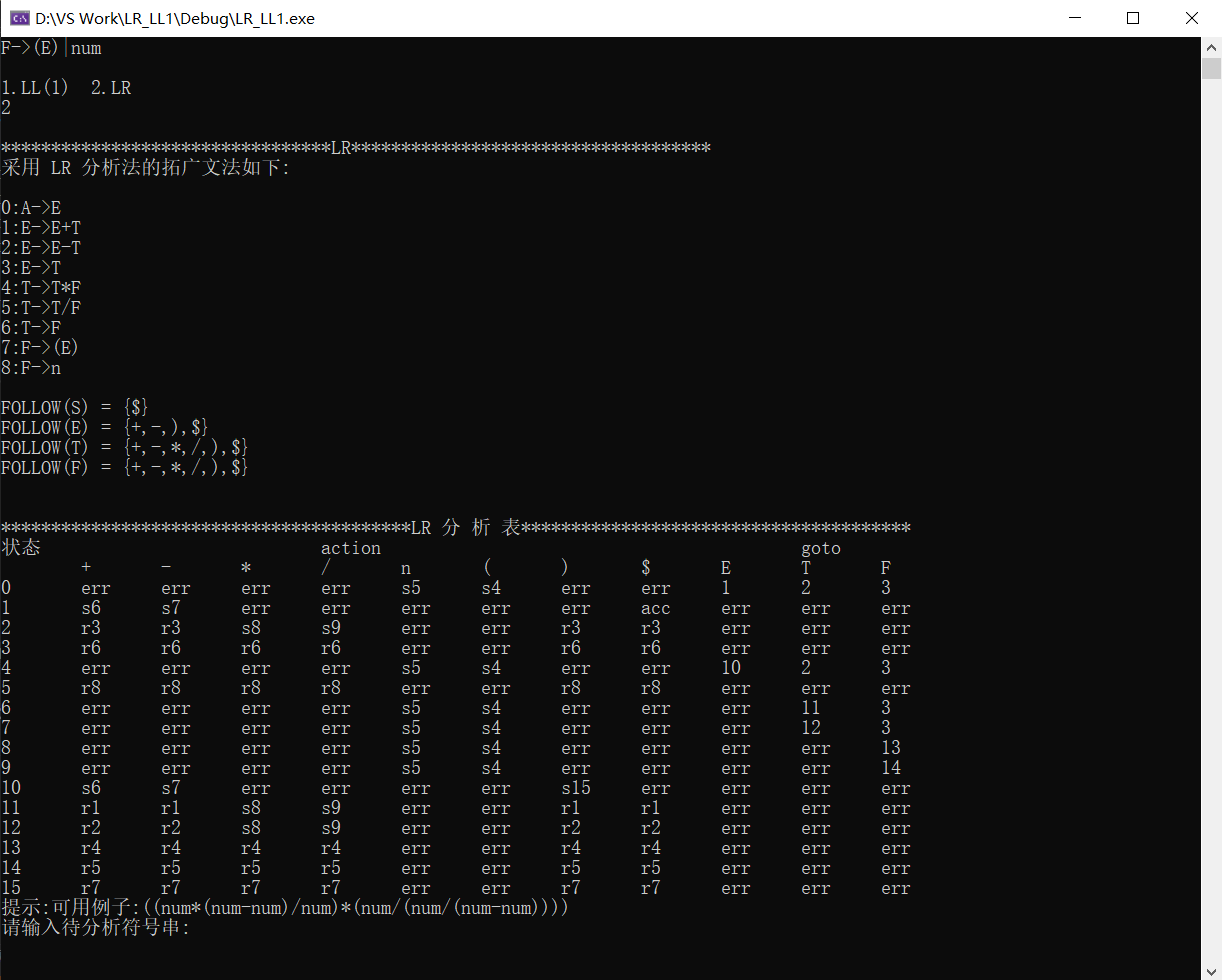 D:\VS Work\LR_LL1\Debug\LR_LL1.exe
F->(E)|num
1.LL(1)  2.LR
2
*********************************LR************************************
采用 LR 分析法的拓广文法如下:
0:A->E
1:E->E+T
2:E->E-T
3:E->T
4:T->T*F
5:T->T/F
6:T->F
7:F->(E)
8:F->n
FOLLOW(S) = {$}
FOLLOW(E) = {+,-,),$}
FOLLOW(T) = {+,-,*,/,),$}
FOLLOW(F) = {+,-,*,/,),$}
*****************************************LR 分 析 表***************************************
状态 action goto
+ - * / n ( ) $ E T F
0 err err err err s5 s4 err err 1 2 3
1 s6 s7 err err err err err acc err err err
2 r3 r3 s8 s9 err err r3 r3 err err err
3 r6 r6 r6 r6 err err r6 r6 err err err
4 err err err err s5 s4 err err 10 2 3
5 r8 r8 r8 r8 err err r8 r8 err err err
6 err err err err s5 s4 err err err 11 3
7 err err err err s5 s4 err err err 12 3
8 err err err err s5 s4 err err err err 13
9 err err err err s5 s4 err err err err 14
10 s6 s7 err err err err s15 err err err err
11 r1 r1 s8 s9 err err r1 r1 err err err
12 r2 r2 s8 s9 err err r2 r2 err err err
13 r4 r4 r4 r4 err err r4 r4 err err err
14 r5 r5 r5 r5 err err r5 r5 err err err
15 r7 r7 r7 r7 err err r7 r7 err err err
提示:可用例子:((num*(num-num)/num)*(num/(num/(num-num))))
请输入待分析符号串: